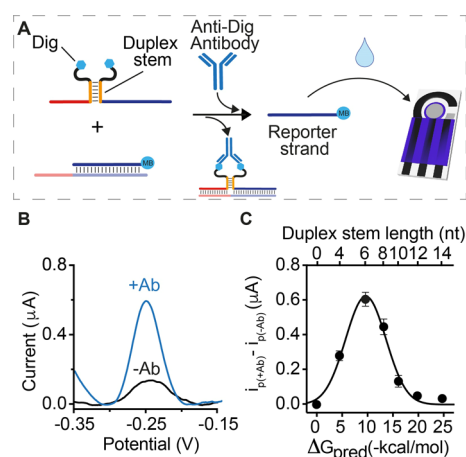 A
Dig
Duplex
stem
Anti-Dig
Antibody
+
MB
Reporter
strand
MB
B
Current (μA)
0.8
0.4
0.0
+Ab
-Ab
-0.35
-0.25
-0.15
Potential (V)
C
Duplex stem length (nt)
0 4 6 8 10 12 14
i p(+Ab) - i p(-Ab) (μA)
0.8
0.6
0.4
0.2
0.0
0 5 10 15 20 25
ΔGpred(-kcal/mol)